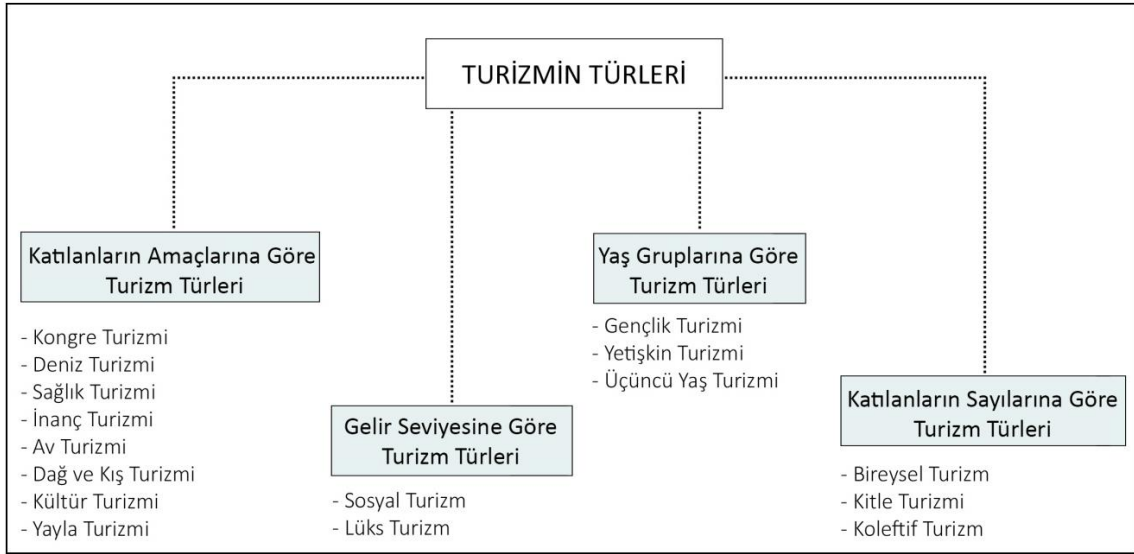 TURİZMİN TÜRLERİ
Katılanların Amaçlarına Göre
Turizm Türleri
- Kongre Turizmi
- Deniz Turizmi
- Sağlık Turizmi
- İnanç Turizmi
- Av Turizmi
- Dağ ve Kış Turizmi
- Kültür Turizmi
- Yayla Turizmi
Gelir Seviyesine Göre
Turizm Türleri
- Sosyal Turizm
- Lüks Turizm
Yaş Gruplarına Göre
Turizm Türleri
- Gençlik Turizmi
- Yetişkin Turizmi
- Üçüncü Yaş Turizmi
Katılanların Sayılarına Göre
Turizm Türleri
- Bireysel Turizm
- Kitle Turizmi
- Koleftif Turizm